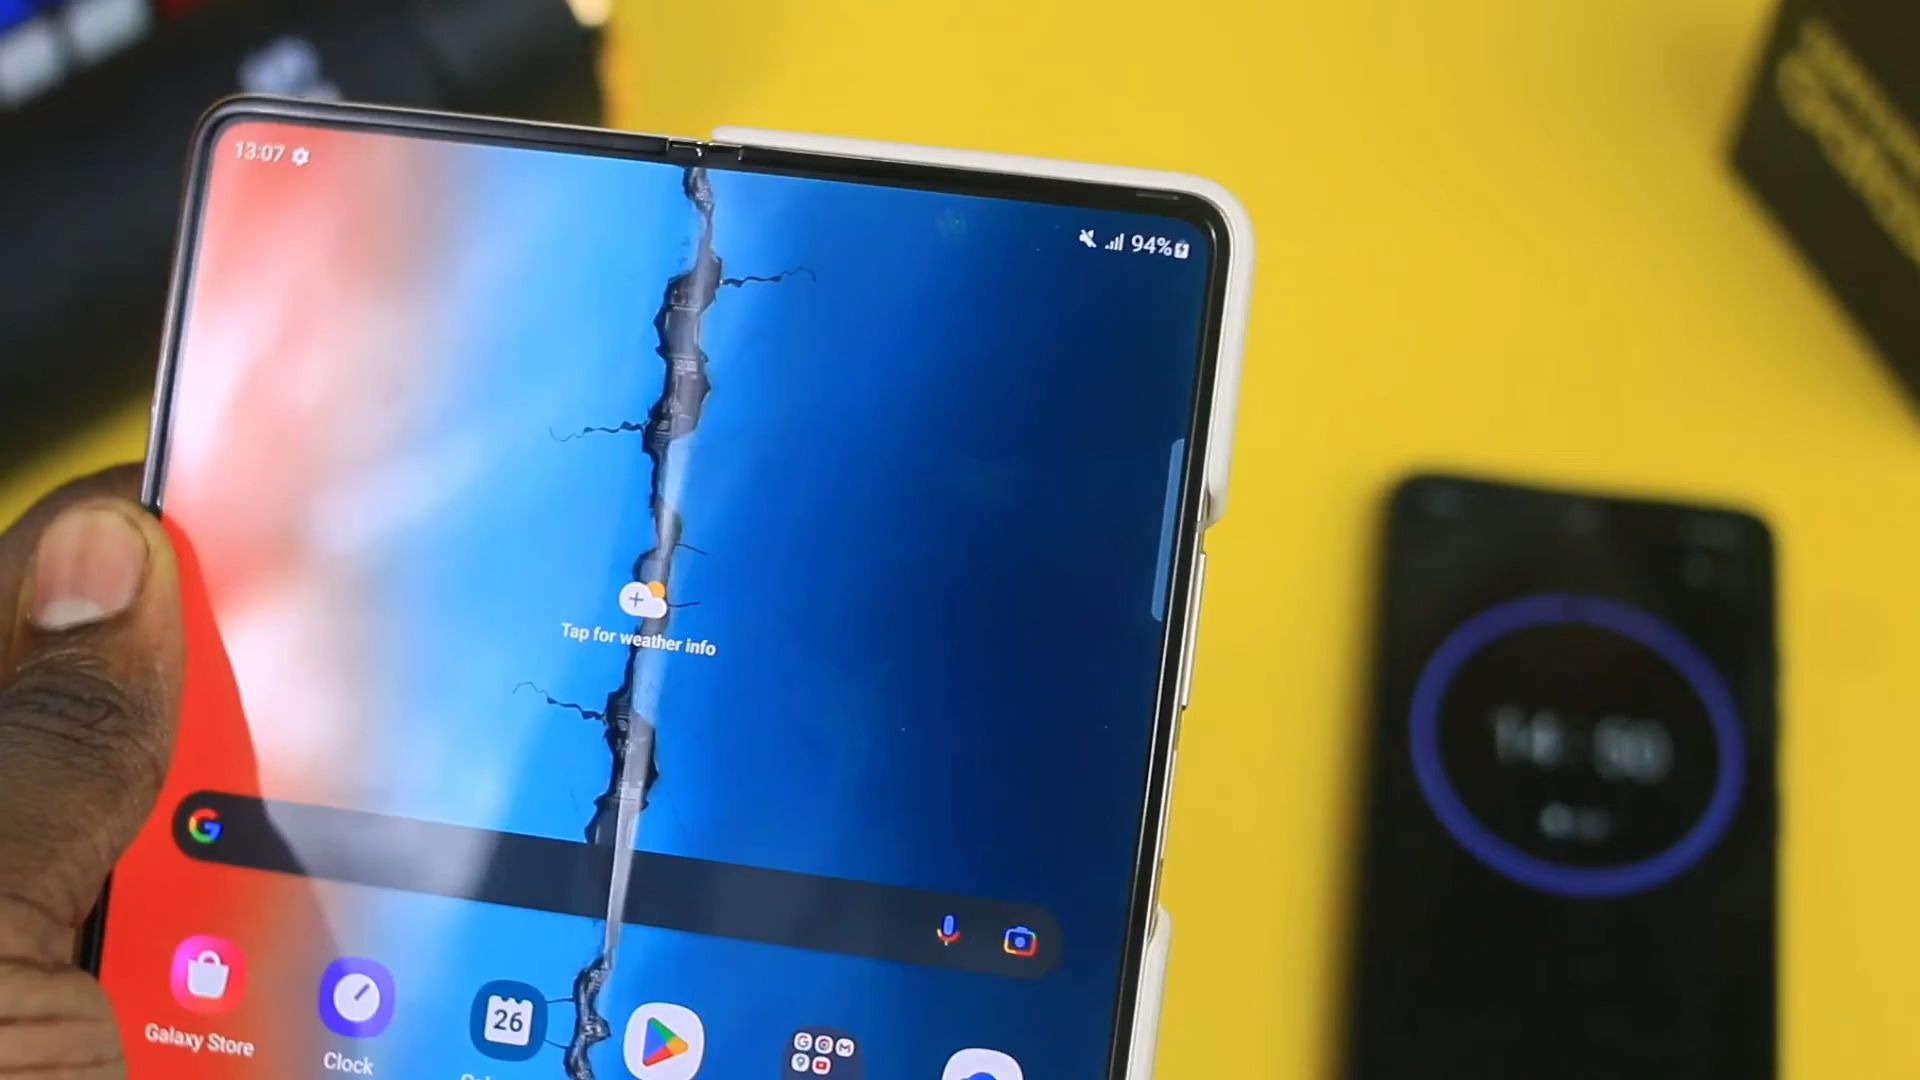 13:07
94%
Tap for weather info
G
Galaxy Store
Clock
26